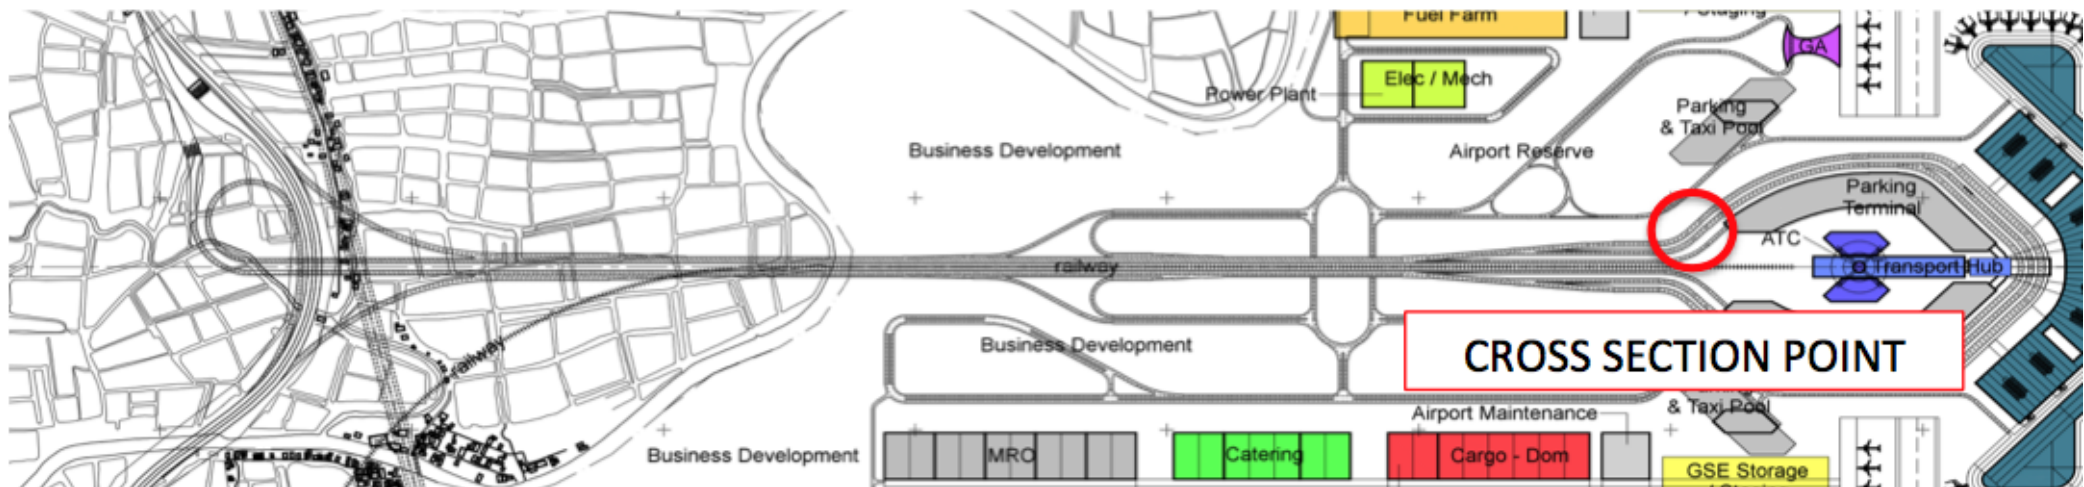 Fuel Farm
/ Staging
GA
Elec / Mech
Power Plant
Parking
& Taxi Pool
Business Development
Airport Reserve
Parking
Terminal
ATC
railway
Transport Hub
railway
Business Development
CROSS SECTION POINT
& Taxi Pool
Airport Maintenance
Business Development
MRO
Catering
Cargo - Dom
GSE Storage